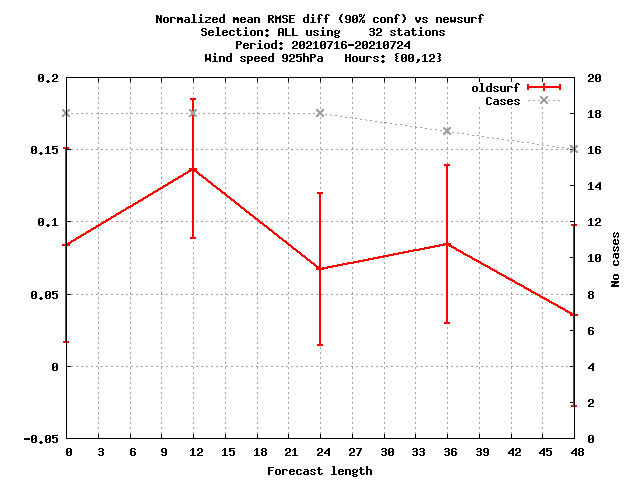 Normalized mean RMSE diff (90% conf) vs newsurf
Selection: ALL using    32 stations
Period: 20210716-20210724
Wind speed 925hPa   Hours: {00,12}
oldsurf
Cases
0.2
0.15
0.1
0.05
0
-0.05
20
18
16
14
12
10
8
6
4
2
0
No cases
0 3 6 9 12 15 18 21 24 27 30 33 36 39 42 45 48
Forecast length